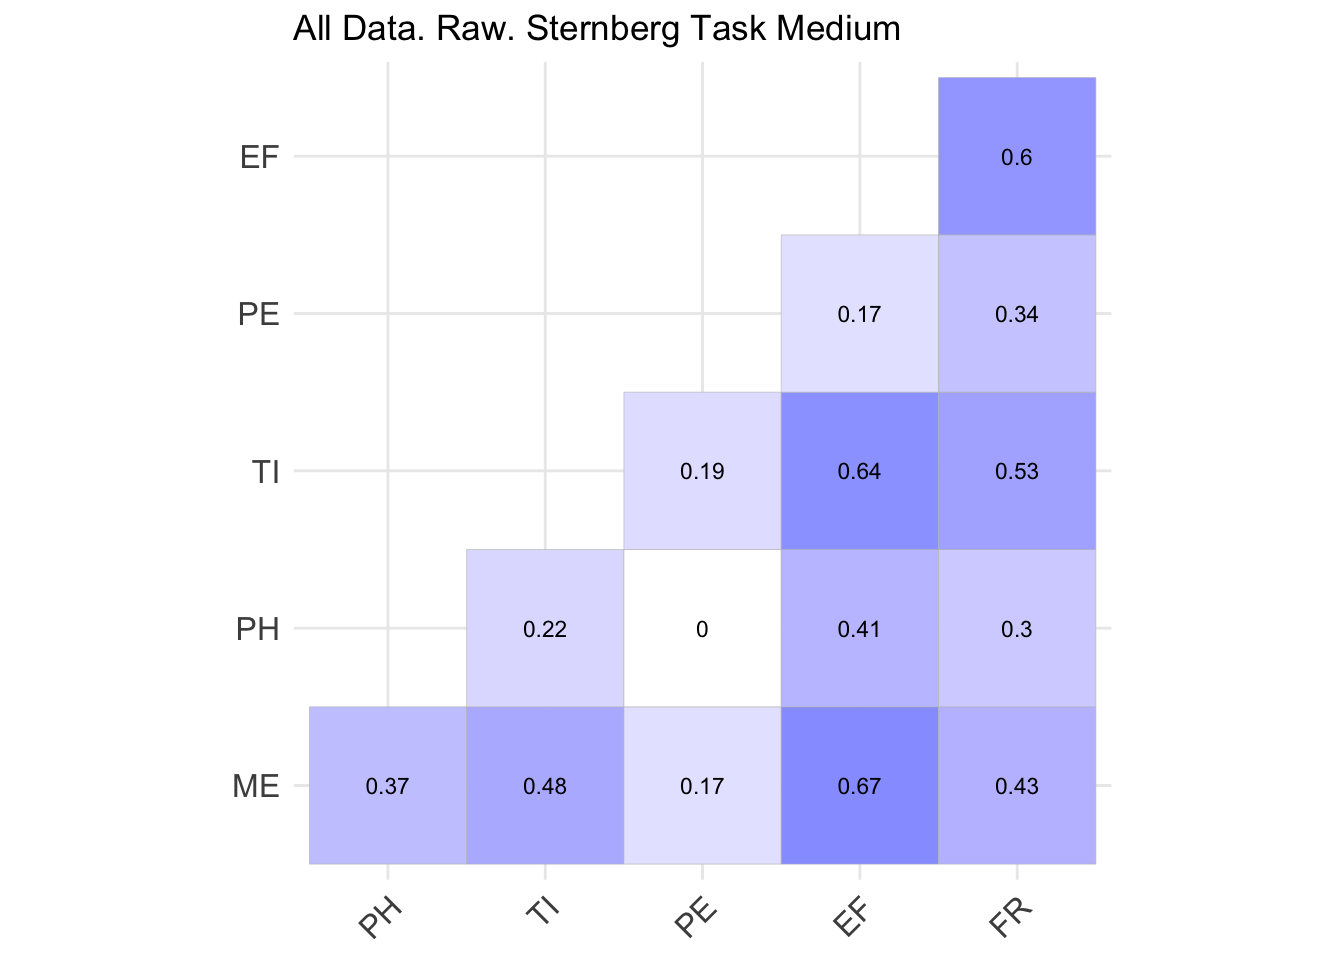 All Data. Raw. Sternberg Task Medium
EF 0.6
PE 0.17 0.34
TI 0.19 0.64 0.53
PH 0.22 0 0.41 0.3
ME 0.37 0.48 0.17 0.67 0.43
PH TI PE EF FR